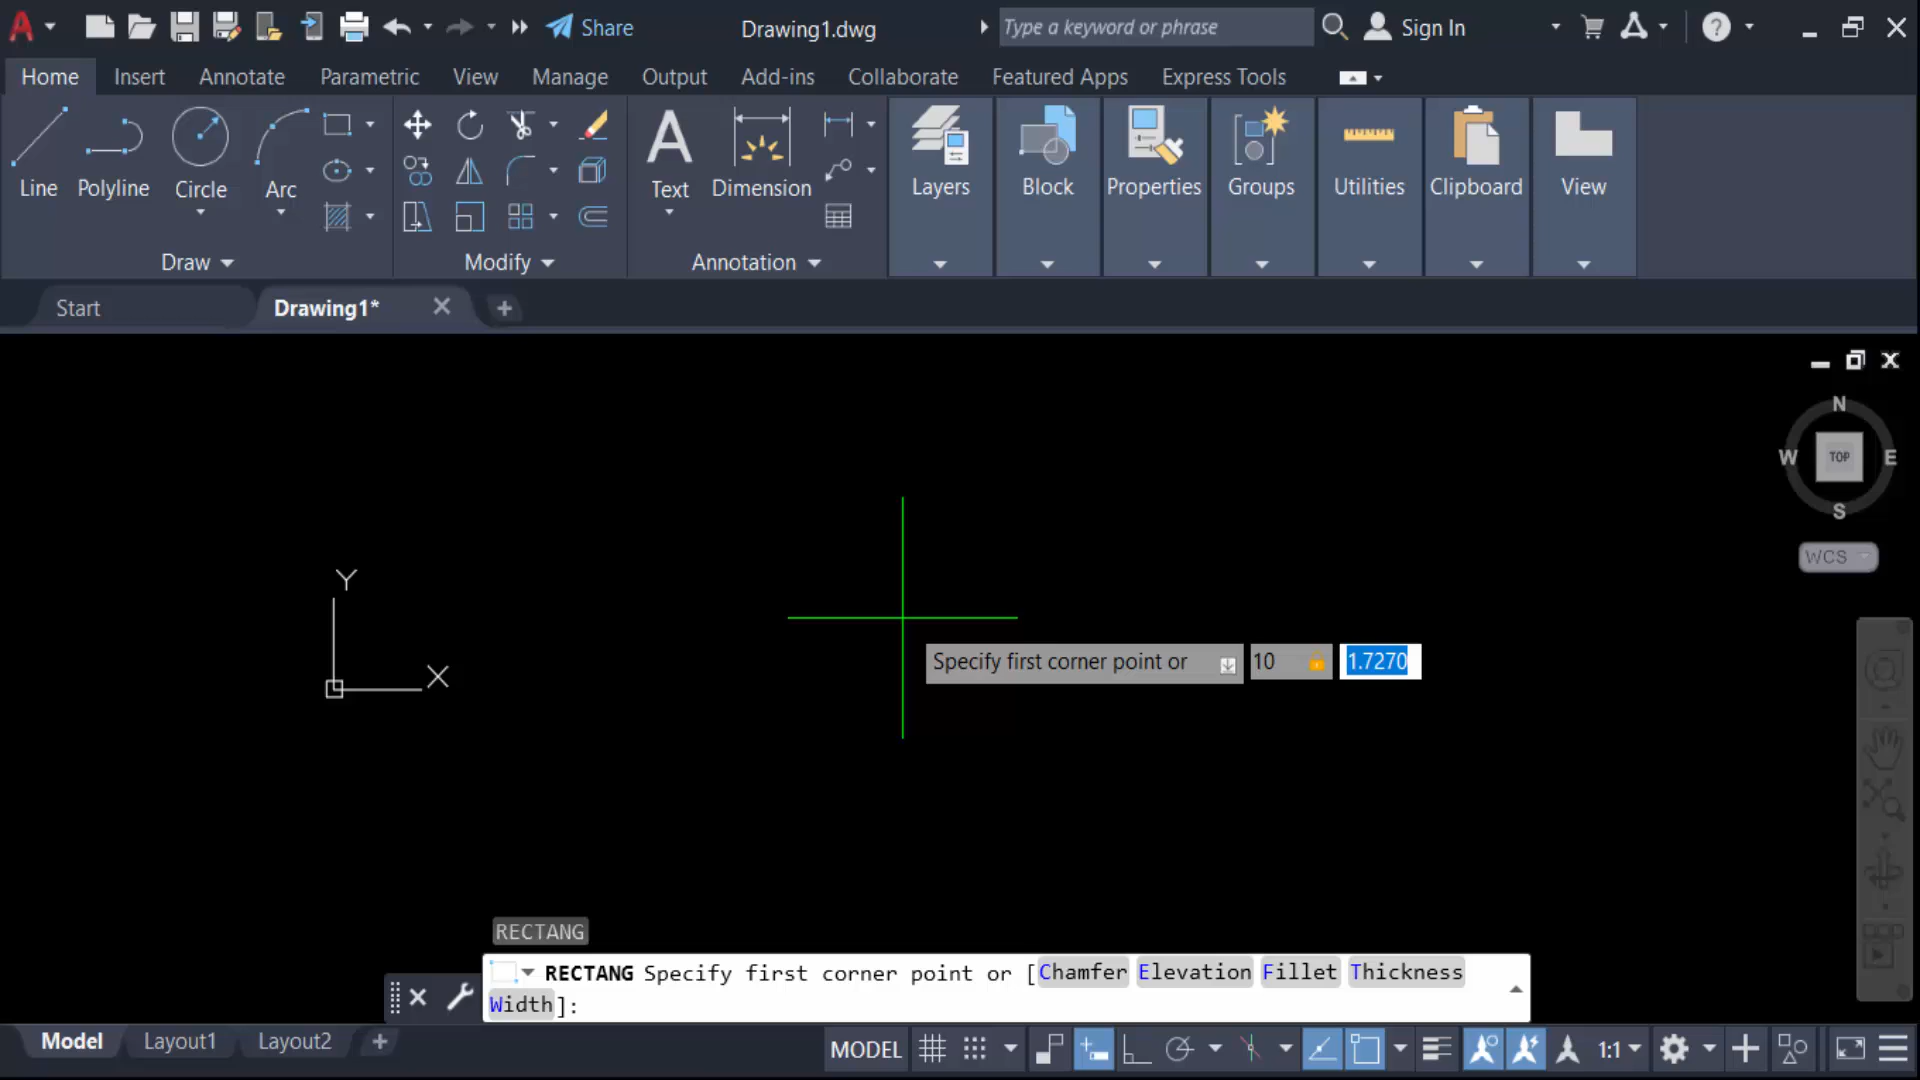 Share
Drawing1.dwg
Type a keyword or phrase
Sign In
Home Insert Annotate Parametric View Manage Output Add-ins Collaborate Featured Apps Express Tools
Line Polyline Circle Arc
Text Dimension
Layers Block Properties Groups Utilities Clipboard View
Draw Modify Annotation
Start Drawing1*
N
W TOP E
S
WCS
Y
X
Specify first corner point or 10 1.7270
RECTANG
RECTANG Specify first corner point or [Chamfer Elevation Fillet Thickness
Width]:
Model Layout1 Layout2
MODEL 1:1